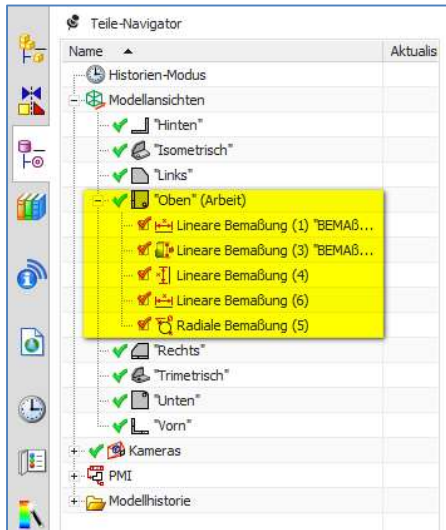 Teile-Navigator
Name Aktualis
Historien-Modus
Modellansichten
"Hinten"
"Isometrisch"
"Links"
"Oben" (Arbeit)
Lineare Bemaßung (1) "BEMAß...
Lineare Bemaßung (3) "BEMAß...
Lineare Bemaßung (4)
Lineare Bemaßung (6)
Radiale Bemaßung (5)
"Rechts"
"Trimetrisch"
"Unten"
"Vorn"
Kameras
PMI
Modellhistorie